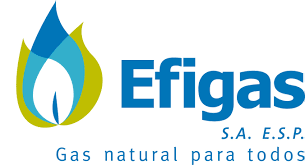 Efigas
S.A. E.S.P.
Gas natural para todos